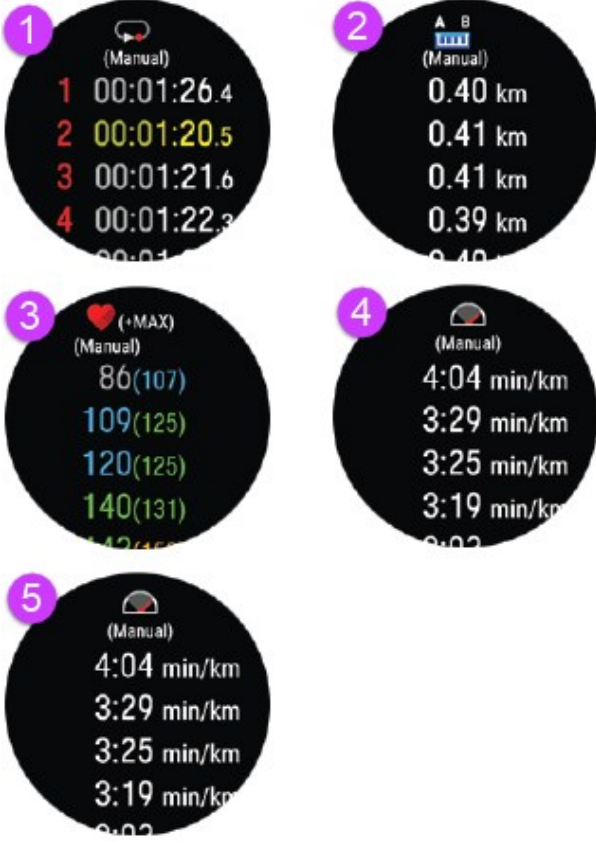 1
(Manual)
1 00:01:26.4
2 00:01:20.5
3 00:01:21.6
4 00:01:22.3
2
A B
(Manual)
0.40 km
0.41 km
0.41 km
0.39 km
3
(+MAX)
(Manual)
86(107)
109(125)
120(125)
140(131)
4
(Manual)
4:04 min/km
3:29 min/km
3:25 min/km
3:19 min/km
5
(Manual)
4:04 min/km
3:29 min/km
3:25 min/km
3:19 min/km